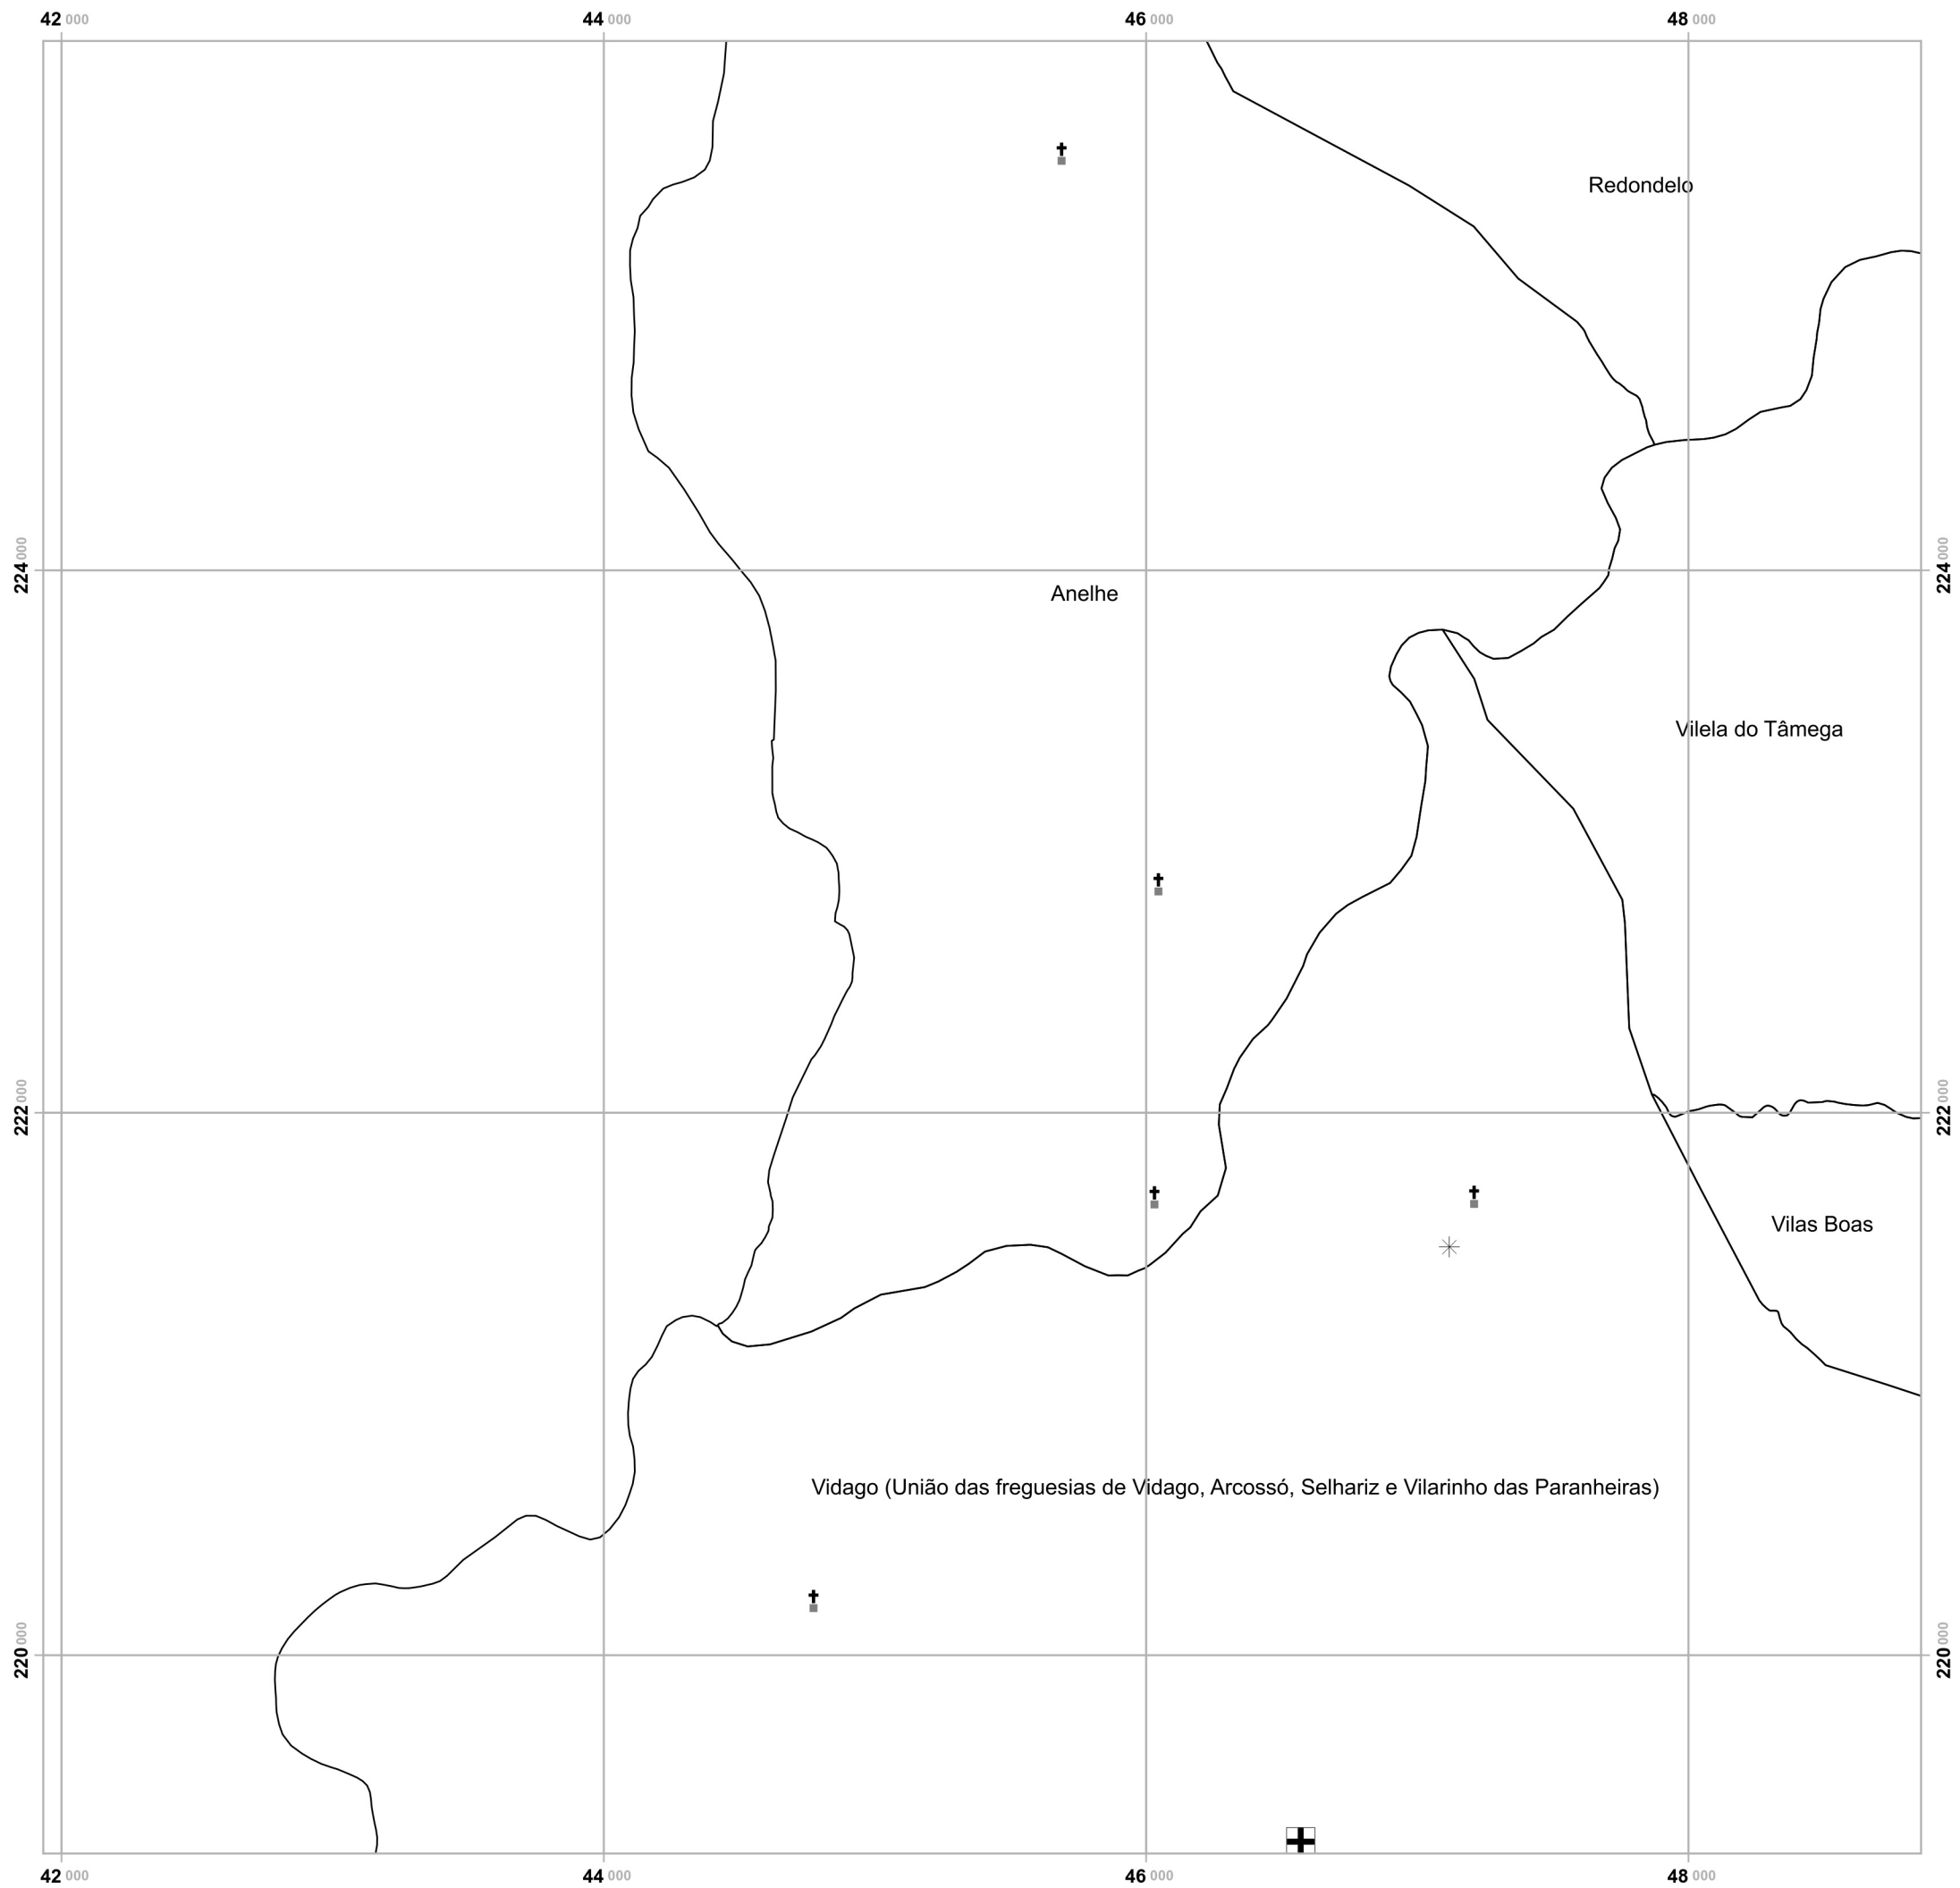 42 000 44 000 46 000 48 000
Redondelo
224 000 224 000
Anelhe
Vilela do Tâmega
222 000 222 000
Vilas Boas
Vidago (União das freguesias de Vidago, Arcossó, Selhariz e Vilarinho das Paranheiras)
220 000 220 000
42 000 44 000 46 000 48 000